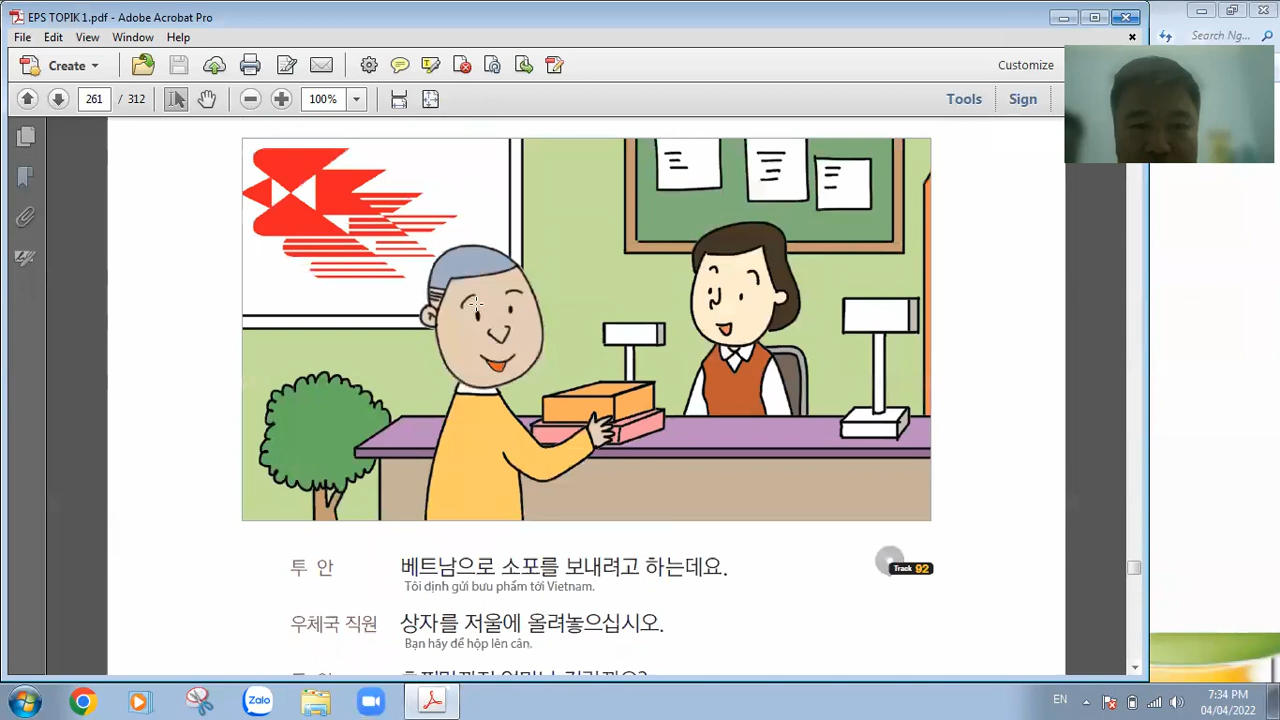 EPS TOPIK 1.pdf - Adobe Acrobat Pro
Search Ng...
File Edit View Window Help
Create
Customize
261 / 312
100%
Tools
Sign
투 안
베트남으로 소포를 보내려고 하는데요.
Tôi dịnh gửi bưu phẩm tới Vietnam.
Track 92
우체국 직원
상자를 저울에 올려놓으십시오.
Bạn hãy để hộp lên cân.
Zalo
EN
7:34 PM
04/04/2022